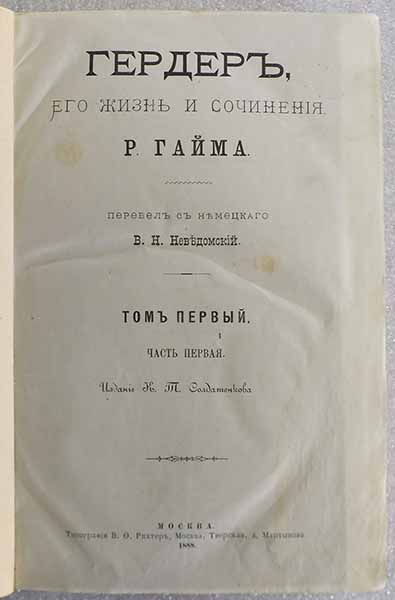 ГЕРДЕРЪ,
ЕГО ЖИЗНЬ И СОЧИНЕНІЯ.
Р. ГАЙМА.
ПЕРЕВЕЛЪ СЪ НѢМЕЦКАГО
В. Н. Невѣдомскій.
ТОМЪ ПЕРВЫЙ.
ЧАСТЬ ПЕРВАЯ.
Изданіе К. Т. Солдатенкова
МОСКВА.
Типографія В. Ѳ. Рихтеръ, Москва, Тверская, д. Мартынова.
1888.